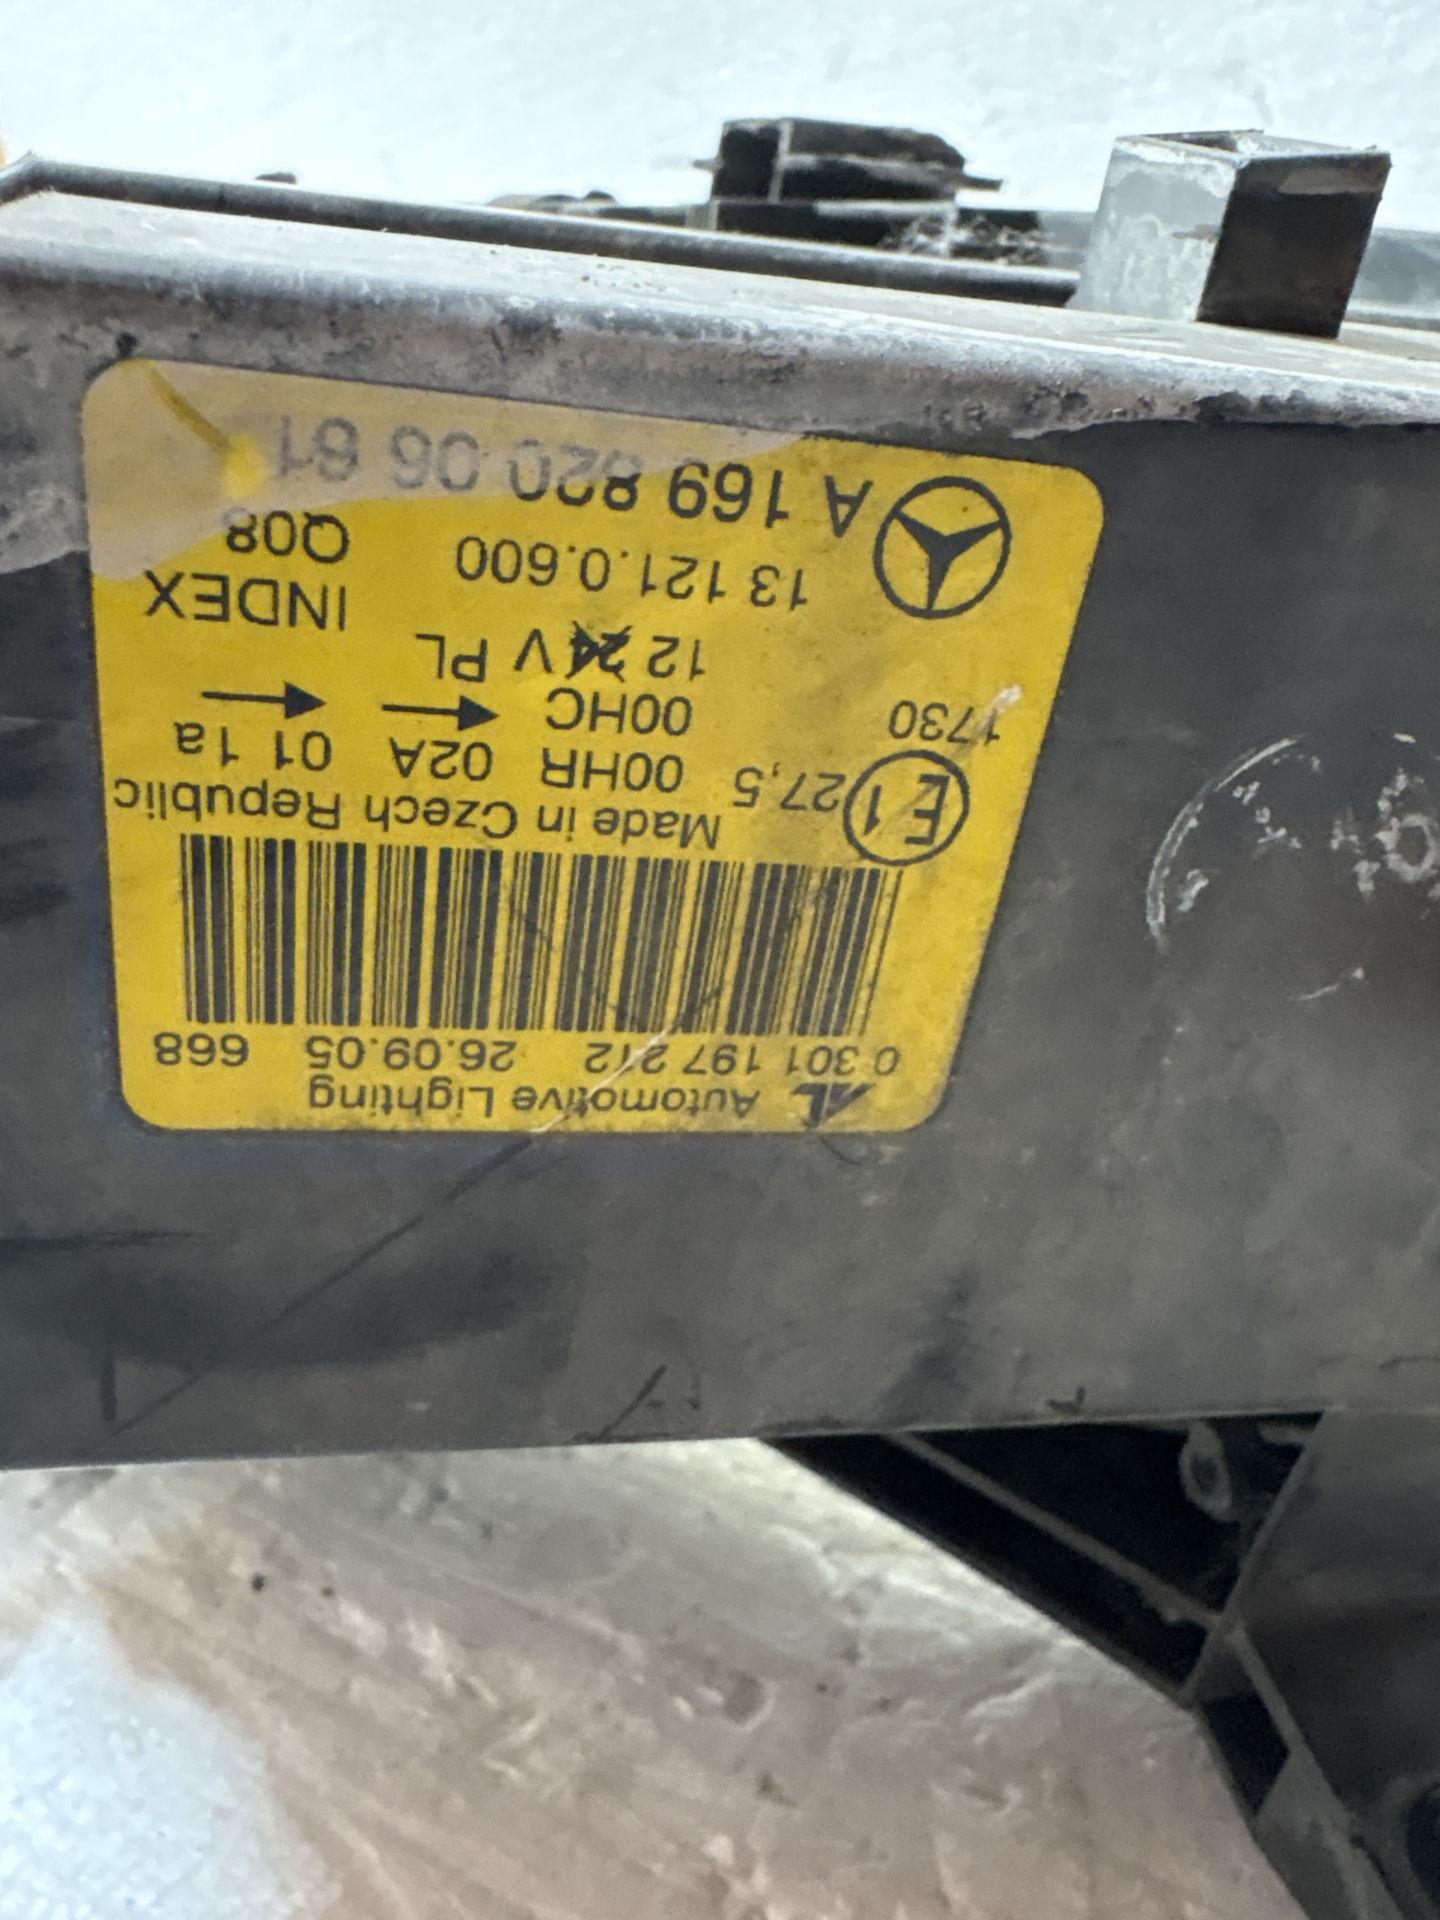 AL Automotive Lighting
0 301 197 212 26.09.05 668
Made in Czech Republic
E1 27,5 00HR 02A 01 1a
1730 00HC ← ←
12 24 V PL INDEX
13 121.0.600 Q08
A 169 820 06 61